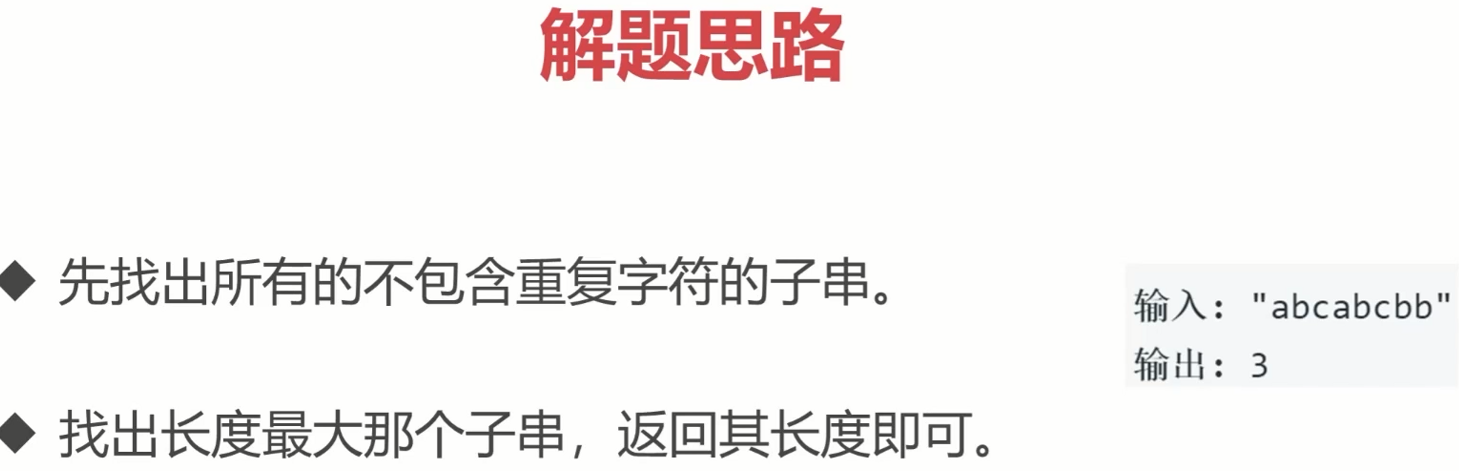 解题思路
◆ 先找出所有的不包含重复字符的子串。
输入： "abcabcbb"
输出： 3
◆ 找出长度最大那个子串，返回其长度即可。